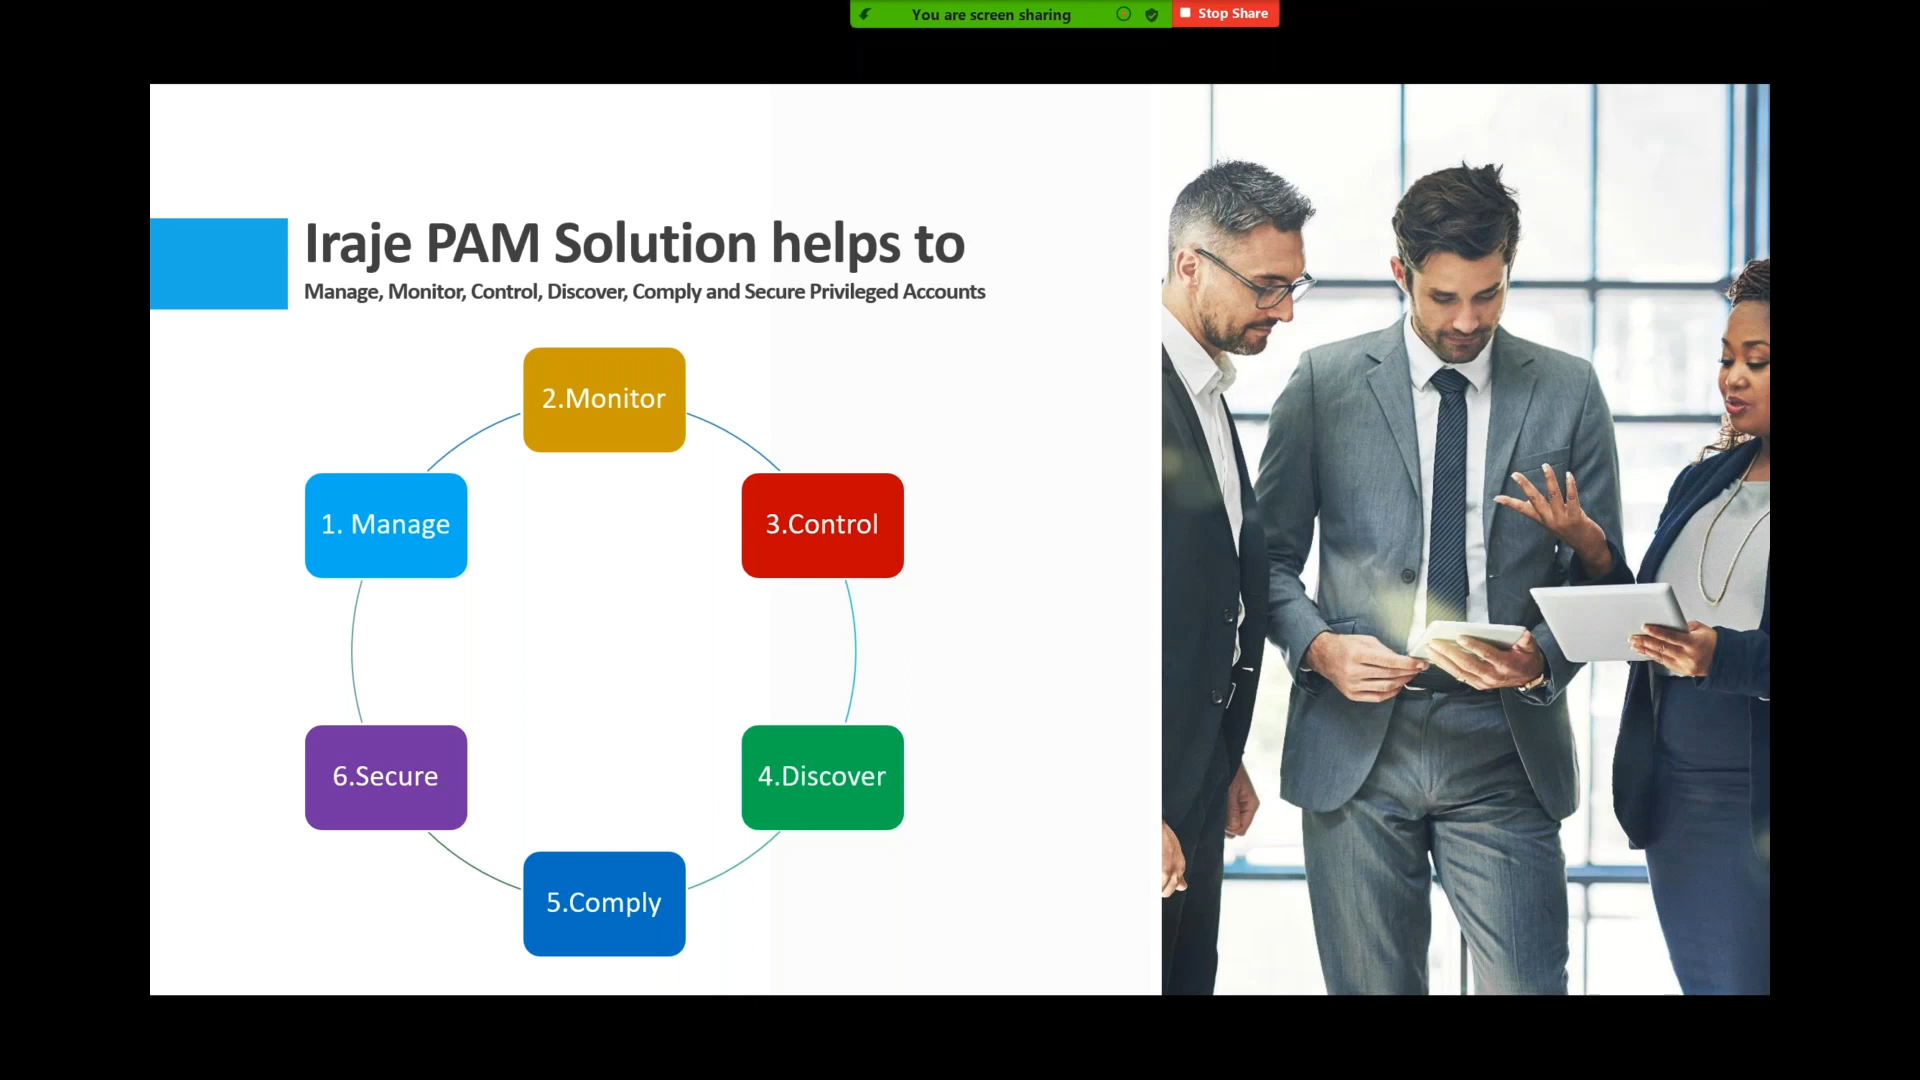 You are screen sharing
Stop Share
Iraje PAM Solution helps to
Manage, Monitor, Control, Discover, Comply and Secure Privileged Accounts
2.Monitor
1. Manage
3.Control
6.Secure
4.Discover
5.Comply